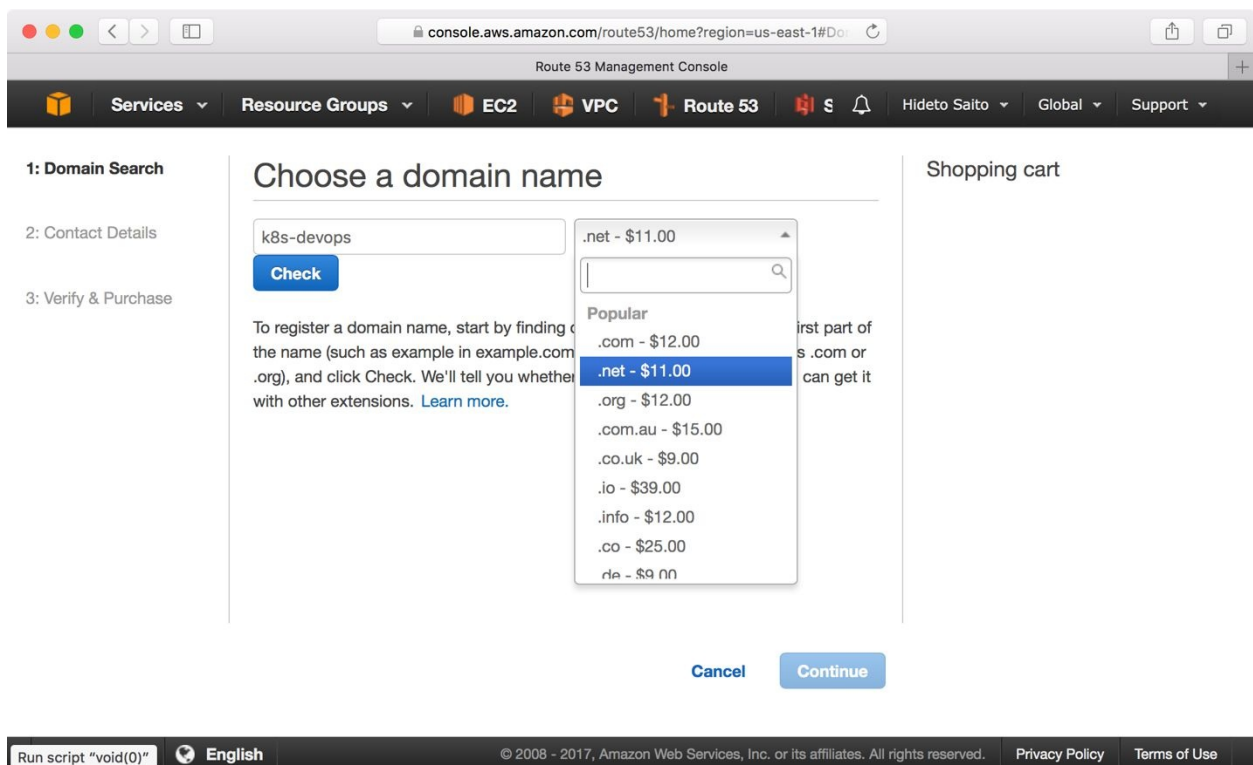 console.aws.amazon.com/route53/home?region=us-east-1#Do
Route 53 Management Console
Services Resource Groups EC2 VPC Route 53 S Hideto Saito Global Support
1: Domain Search
2: Contact Details
3: Verify & Purchase
Choose a domain name
k8s-devops
.net - $11.00
Check
Popular
.com - $12.00
.net - $11.00
.org - $12.00
.com.au - $15.00
.co.uk - $9.00
.io - $39.00
.info - $12.00
.co - $25.00
.de - $9.00
To register a domain name, start by finding irst part of
the name (such as example in example.com s .com or
.org), and click Check. We'll tell you whether can get it
with other extensions. Learn more.
Shopping cart
Cancel Continue
Run script "void(0)" English © 2008 - 2017, Amazon Web Services, Inc. or its affiliates. All rights reserved. Privacy Policy Terms of Use